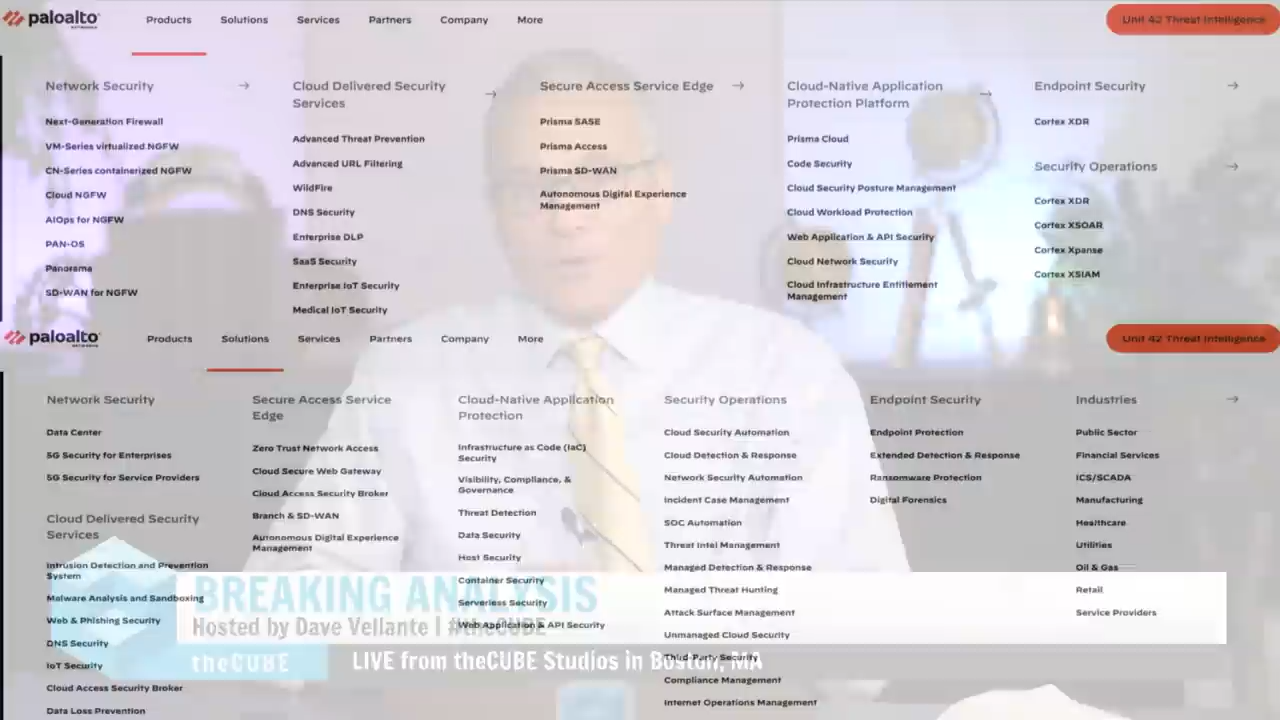 paloalto
NETWORKS
Products
Solutions
Services
Partners
Company
More
Unit 42 Threat Intelligence
Network Security
Next-Generation Firewall
VM-Series virtualized NGFW
CN-Series containerized NGFW
Cloud NGFW
AIOps for NGFW
PAN-OS
Panorama
SD-WAN for NGFW
Cloud Delivered Security
Services
Advanced Threat Prevention
Advanced URL Filtering
WildFire
DNS Security
Enterprise DLP
SaaS Security
Enterprise IoT Security
Medical IoT Security
Secure Access Service Edge
Prisma SASE
Prisma Access
Prisma SD-WAN
Autonomous Digital Experience
Management
Cloud-Native Application
Protection Platform
Prisma Cloud
Code Security
Cloud Security Posture Management
Cloud Workload Protection
Web Application & API Security
Cloud Network Security
Cloud Infrastructure Entitlement
Management
Endpoint Security
Cortex XDR
Security Operations
Cortex XDR
Cortex XSOAR
Cortex Xpanse
Cortex XSIAM
paloalto
NETWORKS
Products
Solutions
Services
Partners
Company
More
Unit 42 Threat Intelligence
Network Security
Data Center
5G Security for Enterprises
5G Security for Service Providers
Cloud Delivered Security
Services
Intrusion Detection and Prevention
System
Malware Analysis and Sandboxing
Web & Phishing Security
DNS Security
IoT Security
Cloud Access Security Broker
Data Loss Prevention
Secure Access Service
Edge
Zero Trust Network Access
Cloud Secure Web Gateway
Cloud Access Security Broker
Branch & SD-WAN
Autonomous Digital Experience
Management
Cloud-Native Application
Protection
Infrastructure as Code (IaC)
Security
Visibility, Compliance, &
Governance
Threat Detection
Data Security
Host Security
Container Security
Serverless Security
Web Application & API Security
Security Operations
Cloud Security Automation
Cloud Detection & Response
Network Security Automation
Incident Case Management
SOC Automation
Threat Intel Management
Managed Detection & Response
Managed Threat Hunting
Attack Surface Management
Unmanaged Cloud Security
Third-Party Security
Compliance Management
Internet Operations Management
Endpoint Security
Endpoint Protection
Extended Detection & Response
Ransomware Protection
Digital Forensics
Industries
Public Sector
Financial Services
ICS/SCADA
Manufacturing
Healthcare
Utilities
Oil & Gas
Retail
Service Providers
BREAKING ANALYSIS
Hosted by Dave Vellante | #theCUBE
theCUBE
LIVE from theCUBE Studios in Boston, MA